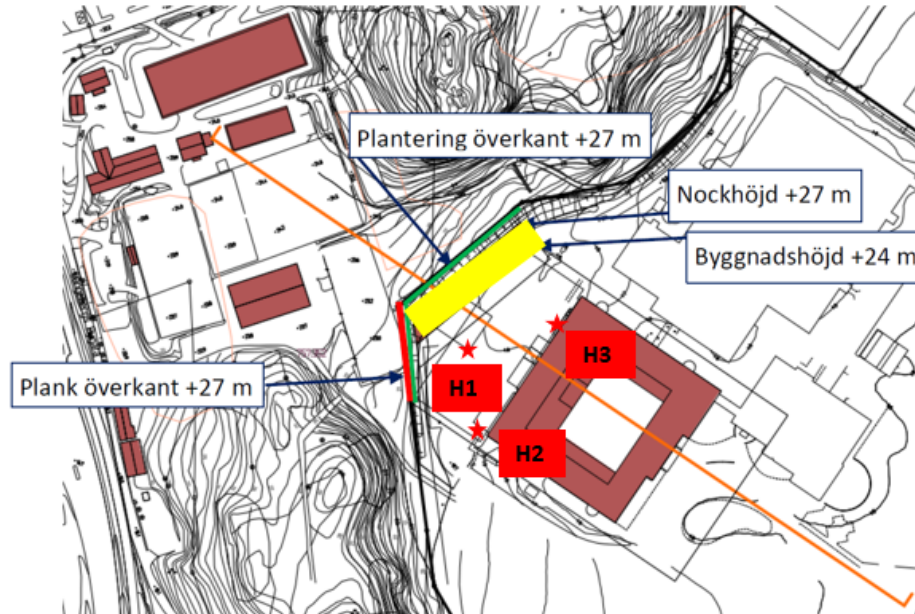 Plantering överkant +27 m
Nockhöjd +27 m
Byggnadshöjd +24 m
Plank överkant +27 m
H1
H3
H2